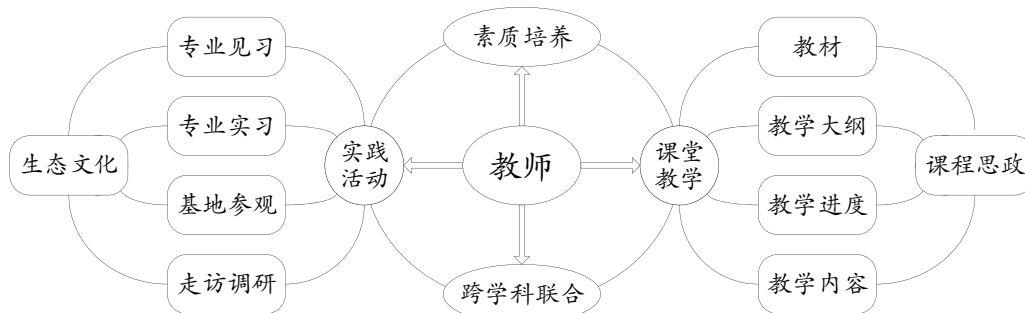 专业见习
素质培养
教材
专业实习
教学大纲
生态文化
实践
活动
教师
课堂
教学
课程思政
基地参观
教学进度
走访调研
跨学科联合
教学内容